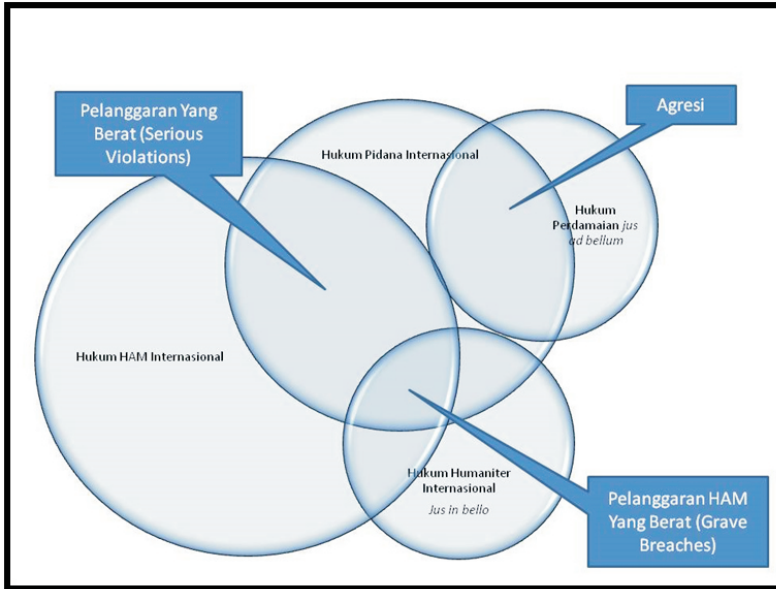 Pelanggaran Yang
Berat (Serious
Violations)
Agresi
Hukum Pidana Internasional
Hukum
Perdamaian jus
ad bellum
Hukum HAM Internasional
Hukum Humaniter
Internasional
Jus in bello
Pelanggaran HAM
Yang Berat (Grave
Breaches)